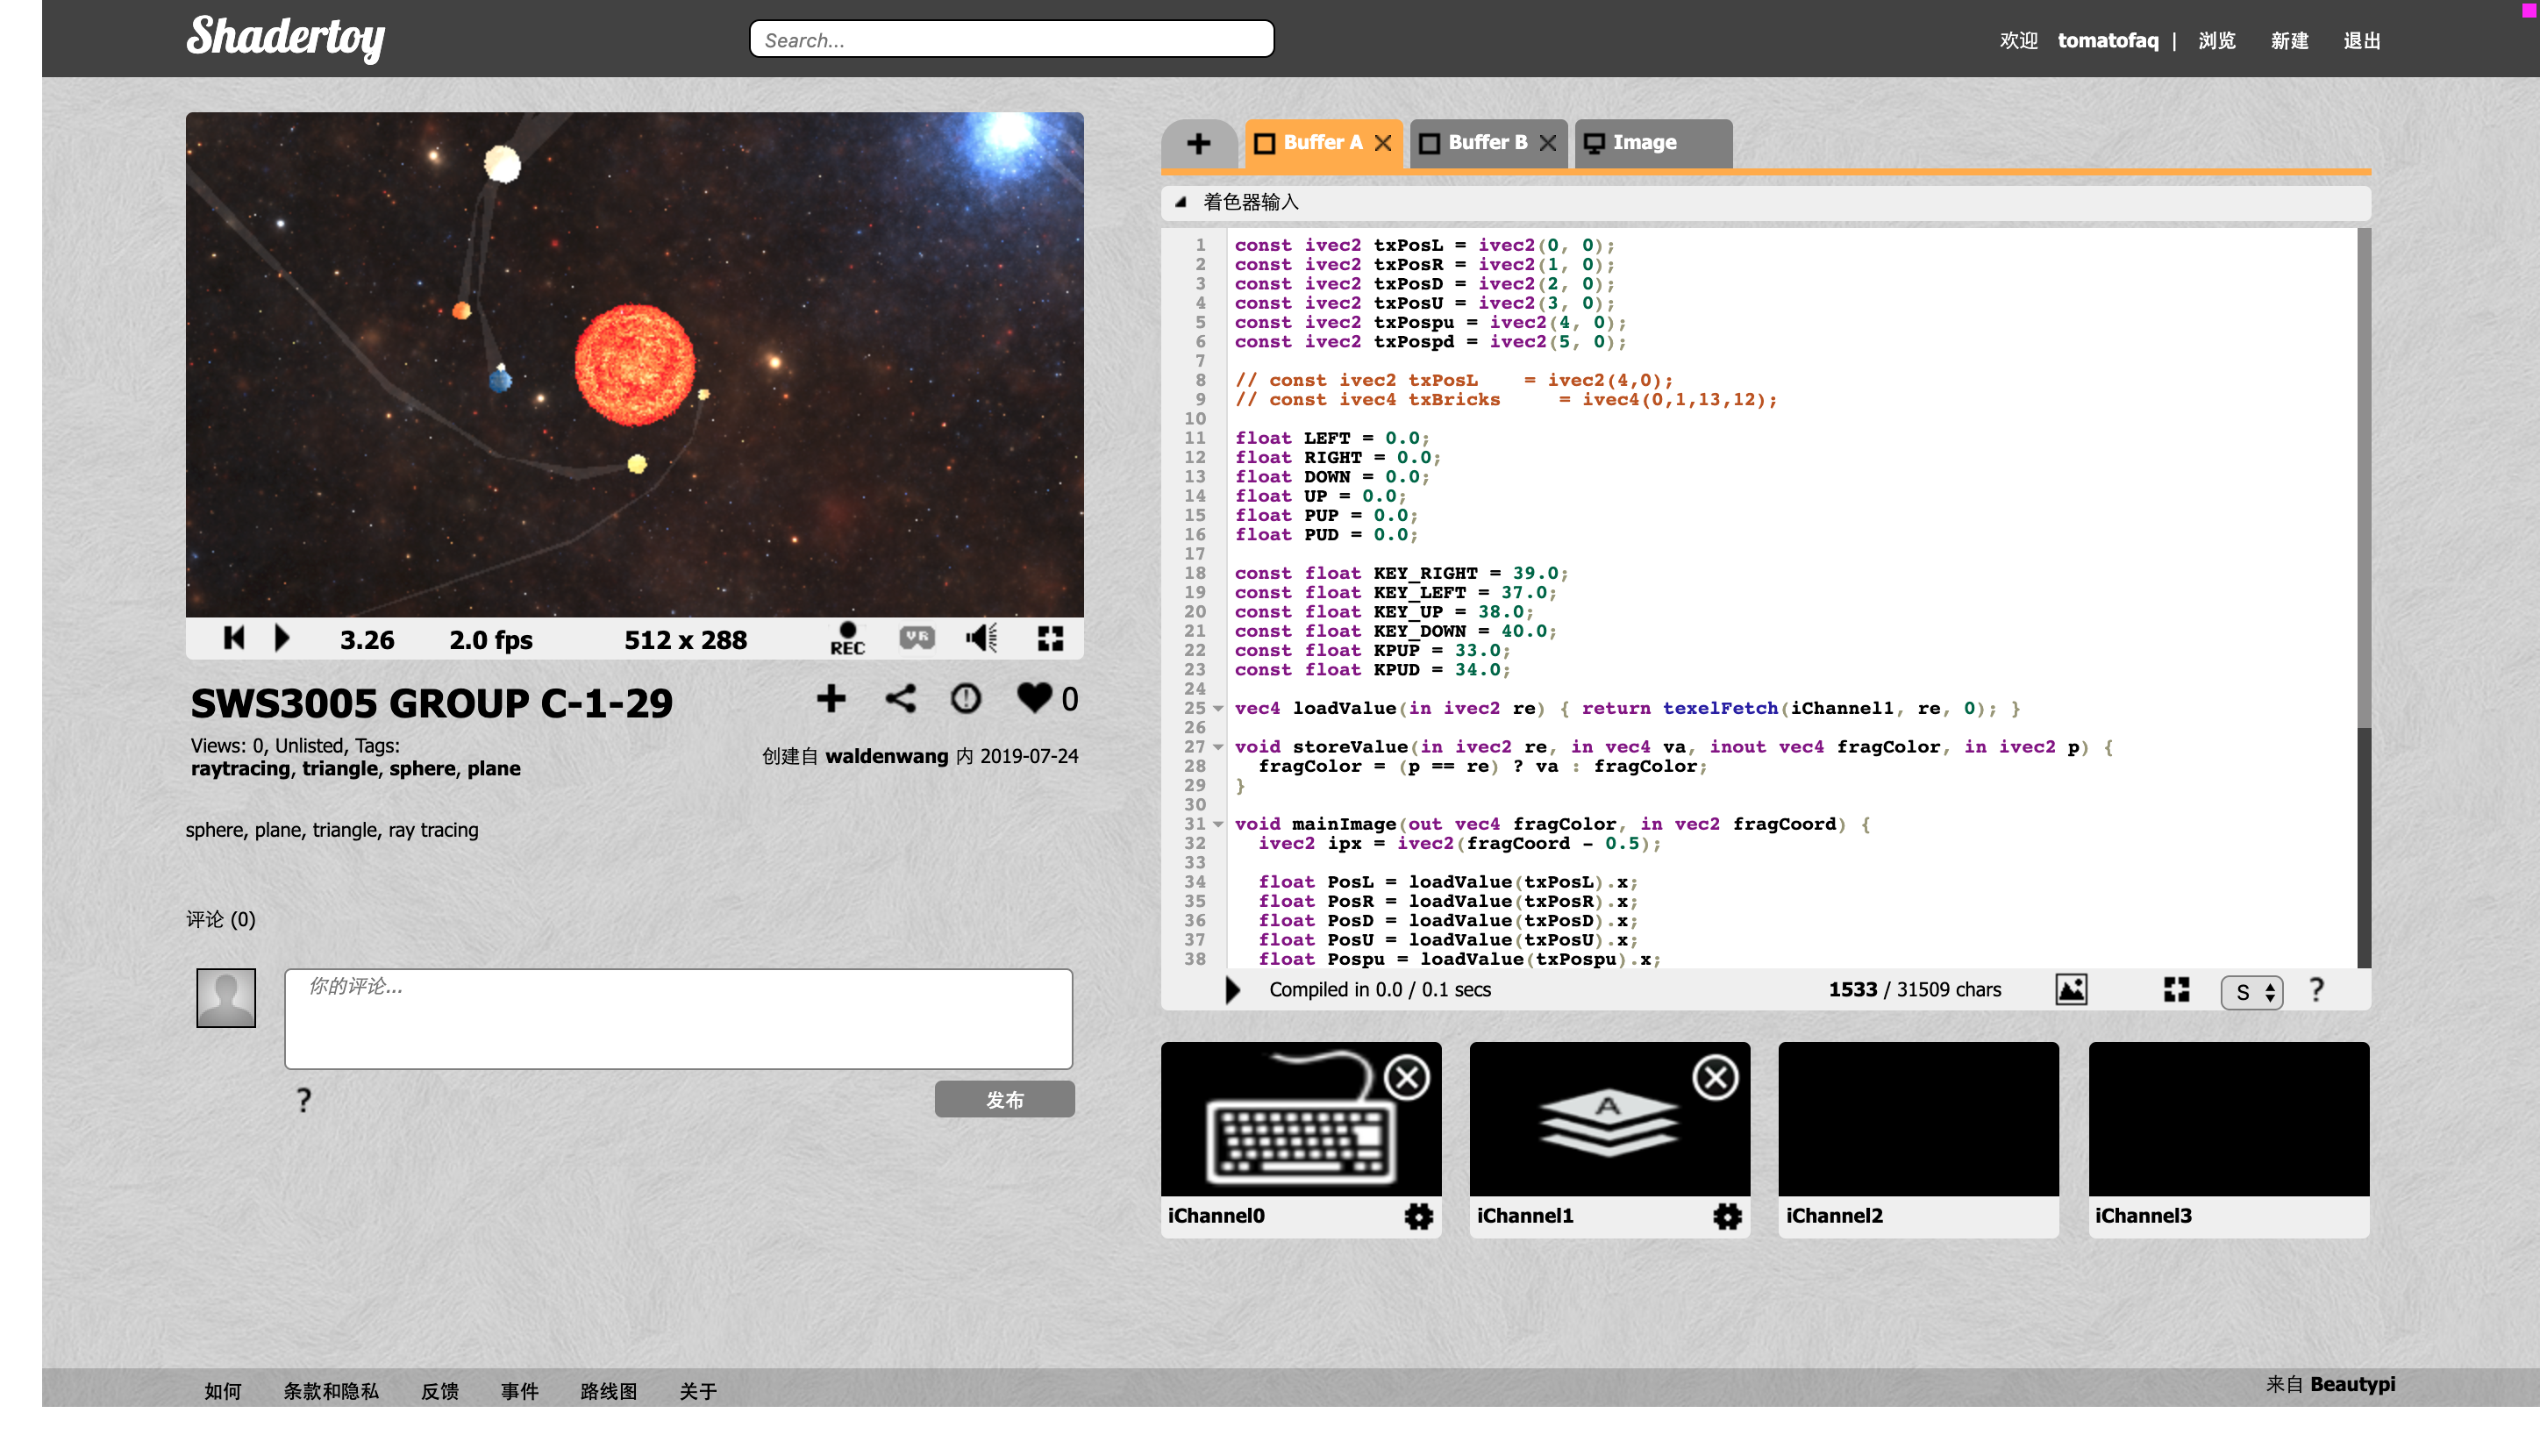 Shadertoy
Search...
欢迎 tomatofaq | 浏览 新建 退出
3.26 2.0 fps 512 x 288 REC VR
SWS3005 GROUP C-1-29 0
Views: 0, Unlisted, Tags:
raytracing, triangle, sphere, plane
创建自 waldenwang 内 2019-07-24
sphere, plane, triangle, ray tracing
评论 (0)
你的评论...
?
发布
Buffer A Buffer B Image
着色器输入
1 const ivec2 txPosL = ivec2(0, 0);
2 const ivec2 txPosR = ivec2(1, 0);
3 const ivec2 txPosD = ivec2(2, 0);
4 const ivec2 txPosU = ivec2(3, 0);
5 const ivec2 txPospu = ivec2(4, 0);
6 const ivec2 txPospd = ivec2(5, 0);
7
8 // const ivec2 txPosL    = ivec2(4,0);
9 // const ivec4 txBricks     = ivec4(0,1,13,12);
10
11 float LEFT = 0.0;
12 float RIGHT = 0.0;
13 float DOWN = 0.0;
14 float UP = 0.0;
15 float PUP = 0.0;
16 float PUD = 0.0;
17
18 const float KEY_RIGHT = 39.0;
19 const float KEY_LEFT = 37.0;
20 const float KEY_UP = 38.0;
21 const float KEY_DOWN = 40.0;
22 const float KPUP = 33.0;
23 const float KPUD = 34.0;
24
25 vec4 loadValue(in ivec2 re) { return texelFetch(iChannel1, re, 0); }
26
27 void storeValue(in ivec2 re, in vec4 va, inout vec4 fragColor, in ivec2 p) {
28   fragColor = (p == re) ? va : fragColor;
29 }
30
31 void mainImage(out vec4 fragColor, in vec2 fragCoord) {
32   ivec2 ipx = ivec2(fragCoord - 0.5);
33
34   float PosL = loadValue(txPosL).x;
35   float PosR = loadValue(txPosR).x;
36   float PosD = loadValue(txPosD).x;
37   float PosU = loadValue(txPosU).x;
38   float Pospu = loadValue(txPospu).x;
Compiled in 0.0 / 0.1 secs 1533 / 31509 chars S ?
A
iChannel0 iChannel1 iChannel2 iChannel3
如何 条款和隐私 反馈 事件 路线图 关于
来自 Beautypi